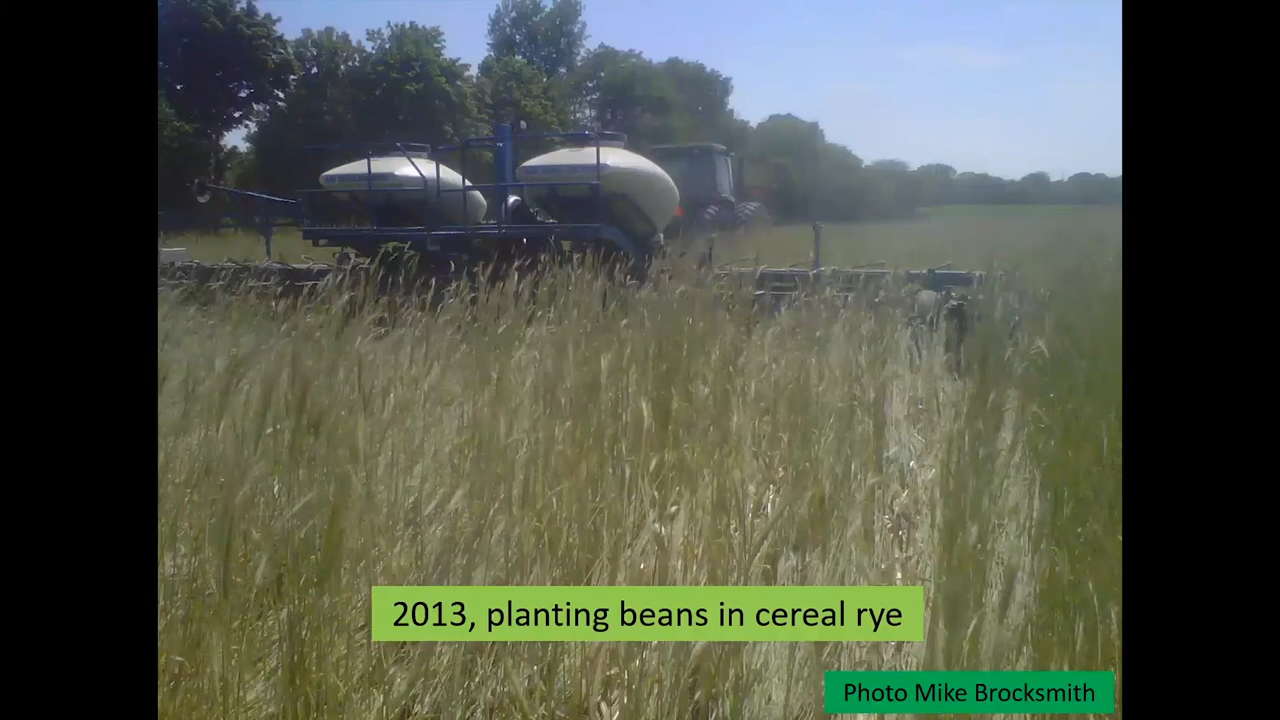 2013, planting beans in cereal rye
Photo Mike Brocksmith